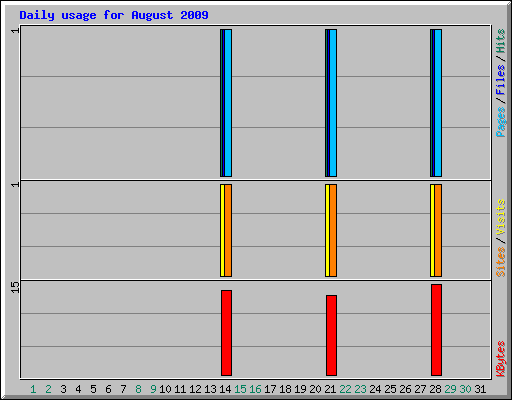 Daily usage for August 2009
1
1
15
Pages/Files/Hits
Sites/Visits
KBytes
1 2 3 4 5 6 7 8 9 10 11 12 13 14 15 16 17 18 19 20 21 22 23 24 25 26 27 28 29 30 31